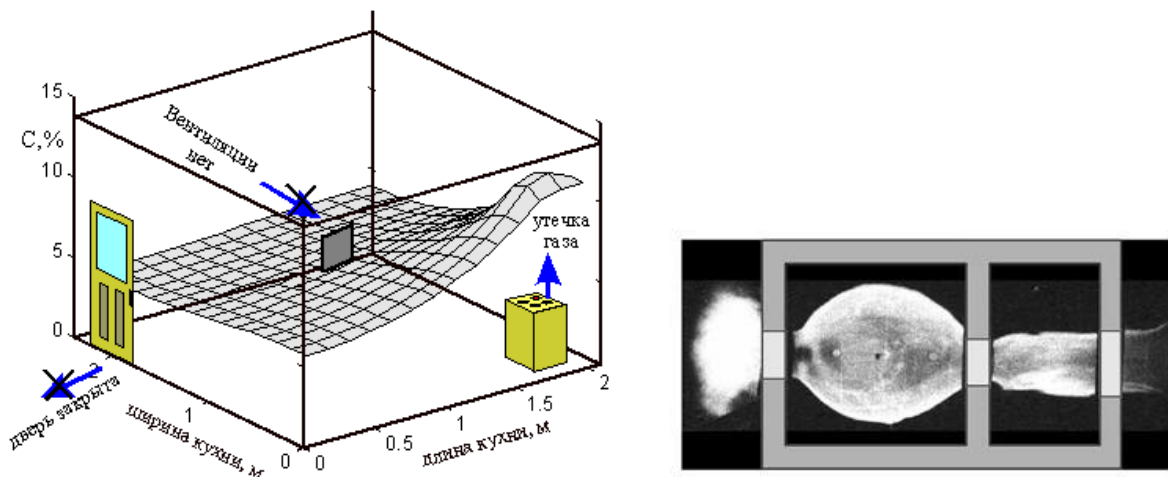 15
C,%
10
5
0
Вентиляции
нет
утечка
газа
дверь закрыта
2
1
0
ширина кухни, м
0
0.5
1
1.5
2
длина кухни, м